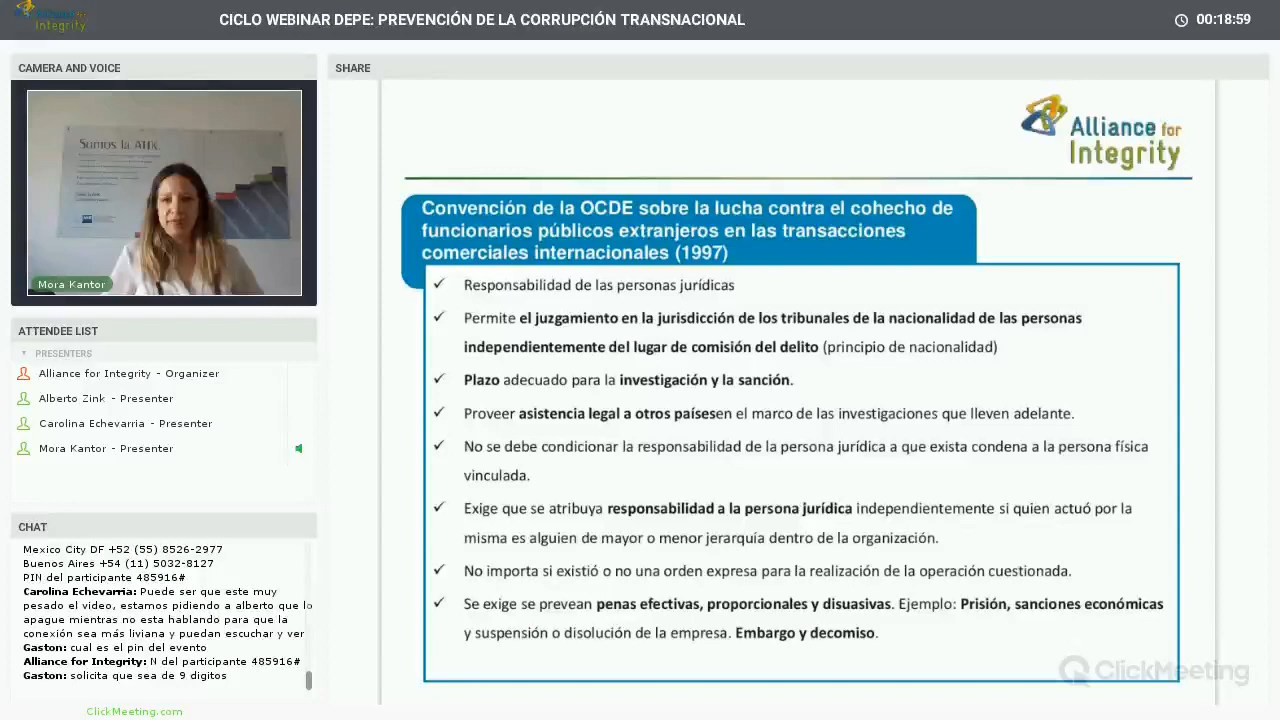 Integrity
CICLO WEBINAR DEPE: PREVENCIÓN DE LA CORRUPCIÓN TRANSNACIONAL
00:18:59
CAMERA AND VOICE
Somos la AHK
Mora Kantor
ATTENDEE LIST
PRESENTERS
Alliance for Integrity - Organizer
Alberto Zink - Presenter
Carolina Echevarria - Presenter
Mora Kantor - Presenter
CHAT
Mexico City DF +52 (55) 8526-2977
Buenos Aires +54 (11) 5032-8127
PIN del participante 485916#
Carolina Echevarria: Puede ser que este muy
pesado el video, estamos pidiendo a alberto que lo
apague mientras no esta hablando para que la
conexión sea más liviana y puedan escuchar y ver
Gaston: cual es el pin del evento
Alliance for Integrity: N del participante 485916#
Gaston: solicita que sea de 9 digitos
ClickMeeting.com
SHARE
Alliance for
Integrity
Convención de la OCDE sobre la lucha contra el cohecho de
funcionarios públicos extranjeros en las transacciones
comerciales internacionales (1997)
✓ Responsabilidad de las personas jurídicas
✓ Permite el juzgamiento en la jurisdicción de los tribunales de la nacionalidad de las personas
independientemente del lugar de comisión del delito (principio de nacionalidad)
✓ Plazo adecuado para la investigación y la sanción.
✓ Proveer asistencia legal a otros paísesen el marco de las investigaciones que lleven adelante.
✓ No se debe condicionar la responsabilidad de la persona jurídica a que exista condena a la persona física
vinculada.
✓ Exige que se atribuya responsabilidad a la persona jurídica independientemente si quien actuó por la
misma es alguien de mayor o menor jerarquía dentro de la organización.
✓ No importa si existió o no una orden expresa para la realización de la operación cuestionada.
✓ Se exige se prevean penas efectivas, proporcionales y disuasivas. Ejemplo: Prisión, sanciones económicas
y suspensión o disolución de la empresa. Embargo y decomiso.
ClickMeeting